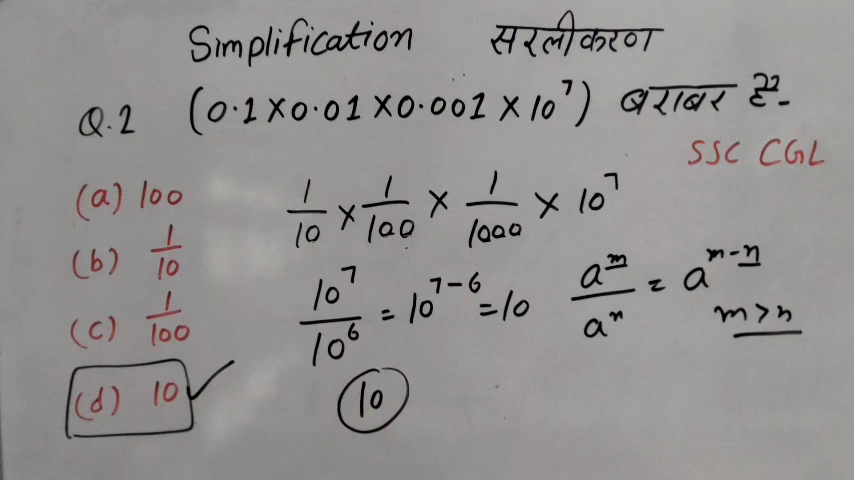 Simplification सरलीकरण
Q.2 (0.1×0.01×0.001×10⁷) बराबर है-
SSC CGL
(a) 100
(b) 1/10
(c) 1/100
(d) 10 ✓
1/10 × 1/100 × 1/1000 × 10⁷
10⁷/10⁶ = 10⁷⁻⁶ = 10
aᵐ/aⁿ = aᵐ⁻ⁿ
m>n
10